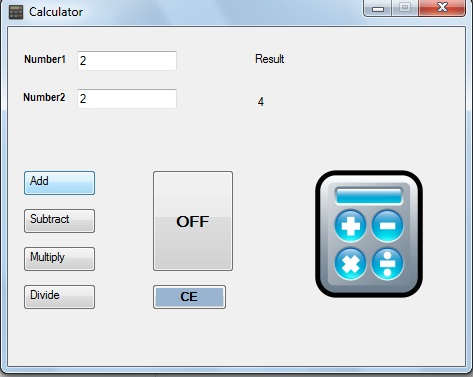 Calculator
Number1 2 Result
Number2 2 4
Add
Subtract
OFF
Multiply
Divide
CE